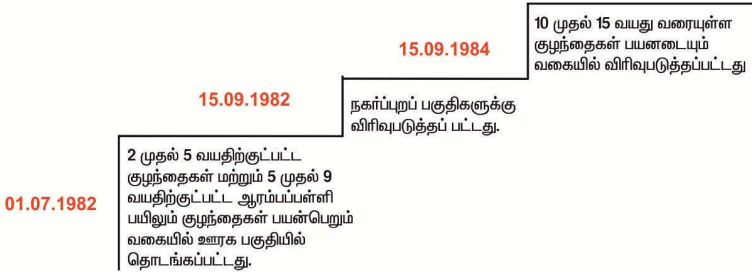 01.07.1982
2 முதல் 5 வயதிற்குட்பட்ட
குழந்தைகள் மற்றும் 5 முதல் 9
வயதிற்குட்பட்ட ஆரம்பப்பள்ளி
பயிலும் குழந்தைகள் பயன்பெறும்
வகையில் ஊரக பகுதியில்
தொடங்கப்பட்டது.
15.09.1982
நகர்ப்புறப் பகுதிகளுக்கு
விரிவுபடுத்தப் பட்டது.
15.09.1984
10 முதல் 15 வயது வரையுள்ள
குழந்தைகள் பயனடையும்
வகையில் விரிவுபடுத்தப்பட்டது